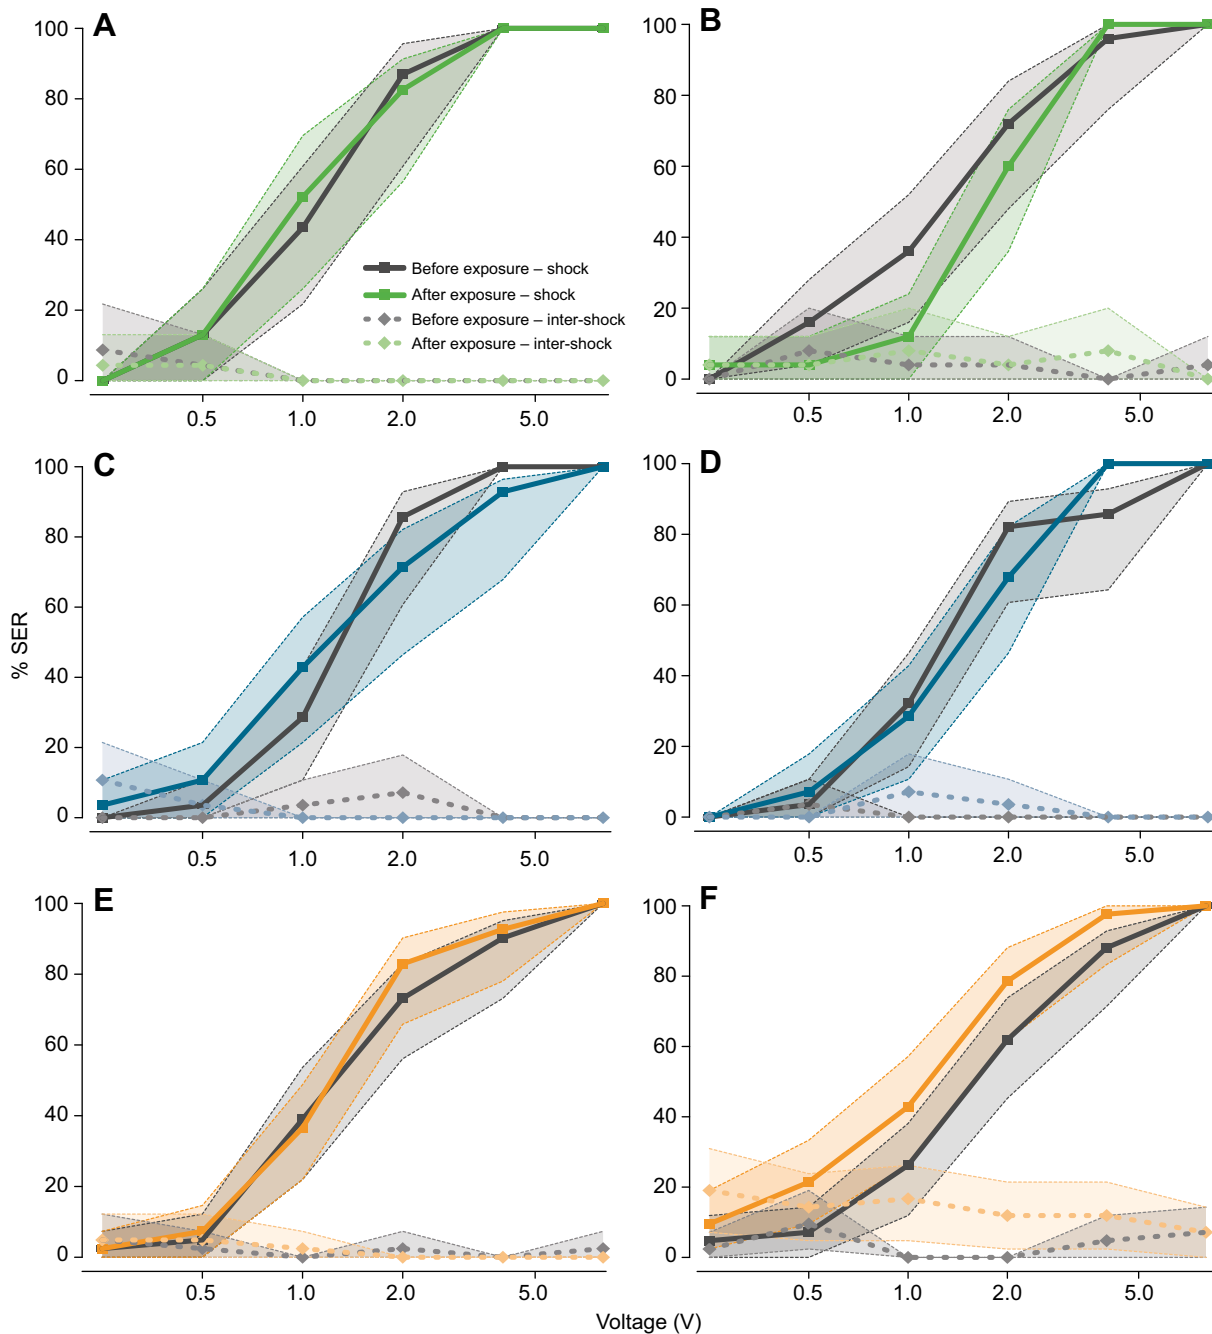 A
B
100
80
60
40
20
0
0.5 1.0 2.0 5.0
Before exposure – shock
After exposure – shock
Before exposure – inter-shock
After exposure – inter-shock
100
80
60
40
20
0
0.5 1.0 2.0 5.0
C
D
% SER
100
80
60
40
20
0
0.5 1.0 2.0 5.0
100
80
60
40
20
0
0.5 1.0 2.0 5.0
E
F
100
80
60
40
20
0
0.5 1.0 2.0 5.0
100
80
60
40
20
0
0.5 1.0 2.0 5.0
Voltage (V)